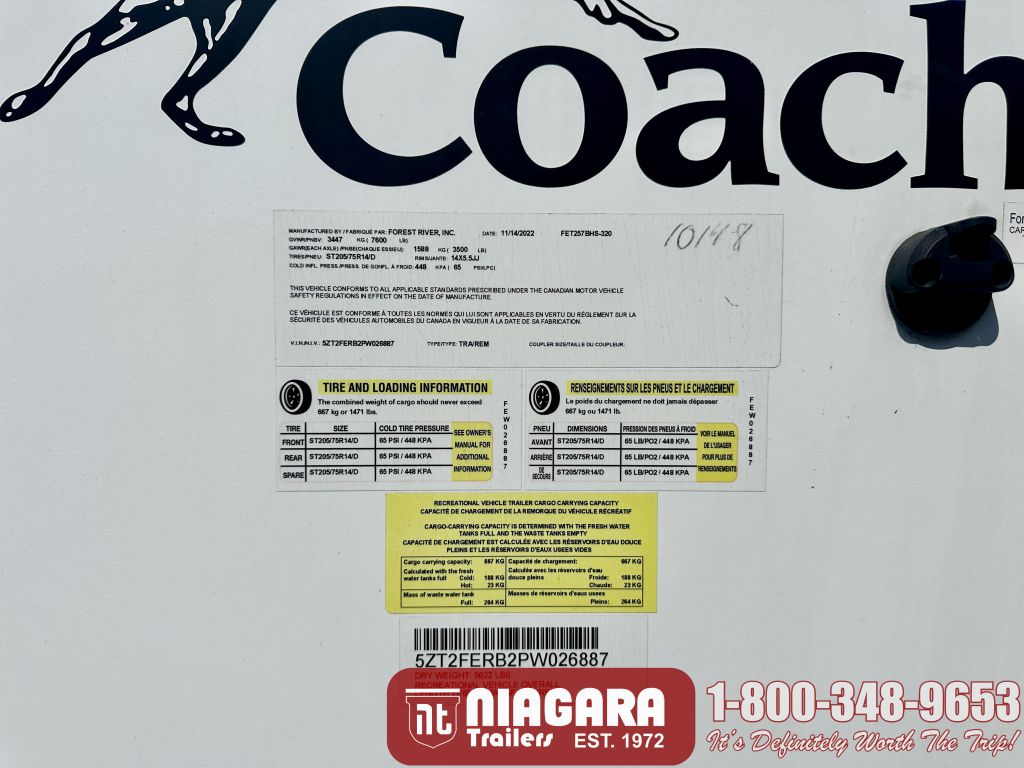 Coach
MANUFACTURED BY / FABRIQUÉ PAR: FOREST RIVER, INC. DATE: 11/14/2022 FET257BHS-320
GVWR/PNBV: 3447 KG ( 7600 LB)
GAWR(EACH AXLE) /PNBE(CHAQUE ESSIEU): 1588 KG ( 3500 LB)
TIRES/PNEU: ST205/75R14/D RIMS/JANTE: 14X5.5JJ
COLD INFL. PRESS./PRESS. DE GONFL. À FROID: 448 KPA ( 65 PSI/LPC)
10148
THIS VEHICLE CONFORMS TO ALL APPLICABLE STANDARDS PRESCRIBED UNDER THE CANADIAN MOTOR VEHICLE
SAFETY REGULATIONS IN EFFECT ON THE DATE OF MANUFACTURE.
CE VÉHICULE EST CONFORME À TOUTES LES NORMES QUI LUI SONT APPLICABLES EN VERTU DU RÉGLEMENT SUR LA
SÉCURITÉ DES VÉHICULES AUTOMOBILES DU CANADA EN VIGUEUR À LA DATE DE SA FABRICATION.
V.I.N./N.I.V.: 5ZT2FERB2PW026887 TYPE/TYPE: TRA/REM COUPLER SIZE/TAILLE DU COUPLEUR:
For
CAR
TIRE AND LOADING INFORMATION
The combined weight of cargo should never exceed
667 kg or 1471 lbs.
TIRE SIZE COLD TIRE PRESSURE
FRONT ST205/75R14/D 65 PSI / 448 KPA
REAR ST205/75R14/D 65 PSI / 448 KPA
SPARE ST205/75R14/D 65 PSI / 448 KPA
SEE OWNER'S
MANUAL FOR
ADDITIONAL
INFORMATION
FEW026887
RENSEIGNEMENTS SUR LES PNEUS ET LE CHARGEMENT
Le poids du chargement ne doit jamais dépasser
667 kg ou 1471 lb.
PNEU DIMENSIONS PRESSION DES PNEUS À FROID
AVANT ST205/75R14/D 65 LB/PO2 / 448 KPA
ARRIÈRE ST205/75R14/D 65 LB/PO2 / 448 KPA
DE SECOURS ST205/75R14/D 65 LB/PO2 / 448 KPA
VOIR LE MANUEL
DE L'USAGER
POUR PLUS DE
RENSEIGNEMENTS
FEW026887
RECREATIONAL VEHICLE TRAILER CARGO CARRYING CAPACITY
CAPACITÉ DE CHARGEMENT DE LA REMORQUE DU VÉHICULE RÉCRÉATIF
CARGO-CARRYING CAPACITY IS DETERMINED WITH THE FRESH WATER
TANKS FULL AND THE WASTE TANKS EMPTY
CAPACITÉ DE CHARGEMENT EST CALCULÉE AVEC LES RÉSERVOIRS D'EAU DOUCE
PLEINS ET LES RÉSERVOIRS D'EAUX USEES VIDES
Cargo carrying capacity: 667 KG Capacité de chargement: 667 KG
Calculated with the fresh Calculée avec les réservoirs d'eau
water tanks full Cold: 188 KG douce pleins Froide: 188 KG
Hot: 23 KG Chaude: 23 KG
Mass of waste water tank Masses de réservoirs d'eaux usees
Full: 264 KG Pleins: 264 KG
5ZT2FERB2PW026887
DRY WEIGHT: 5622 LBS
RECREATIONAL VEHICLE OVERALL
nt NIAGARA
Trailers EST. 1972
1-800-348-9653
It's Definitely Worth The Trip!